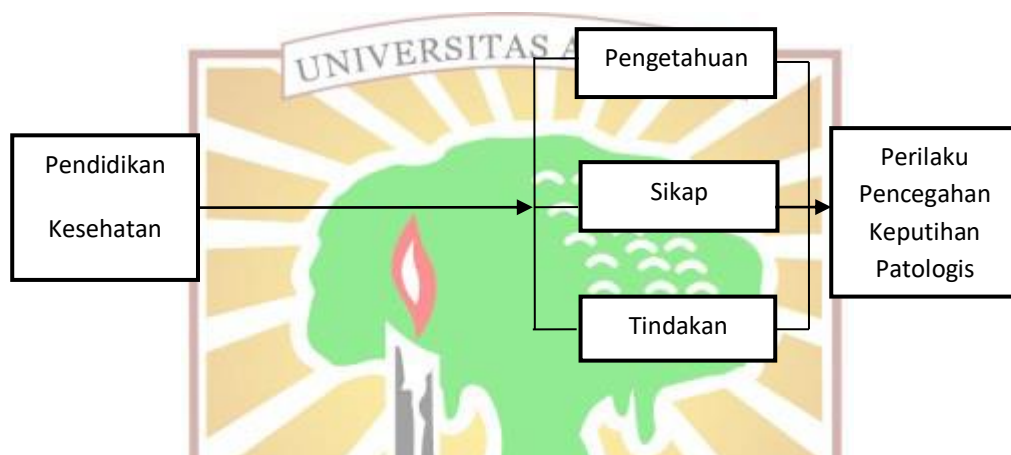 UNIVERSITAS A
Pengetahuan
Pendidikan
Kesehatan
Sikap
Tindakan
Perilaku
Pencegahan
Keputihan
Patologis